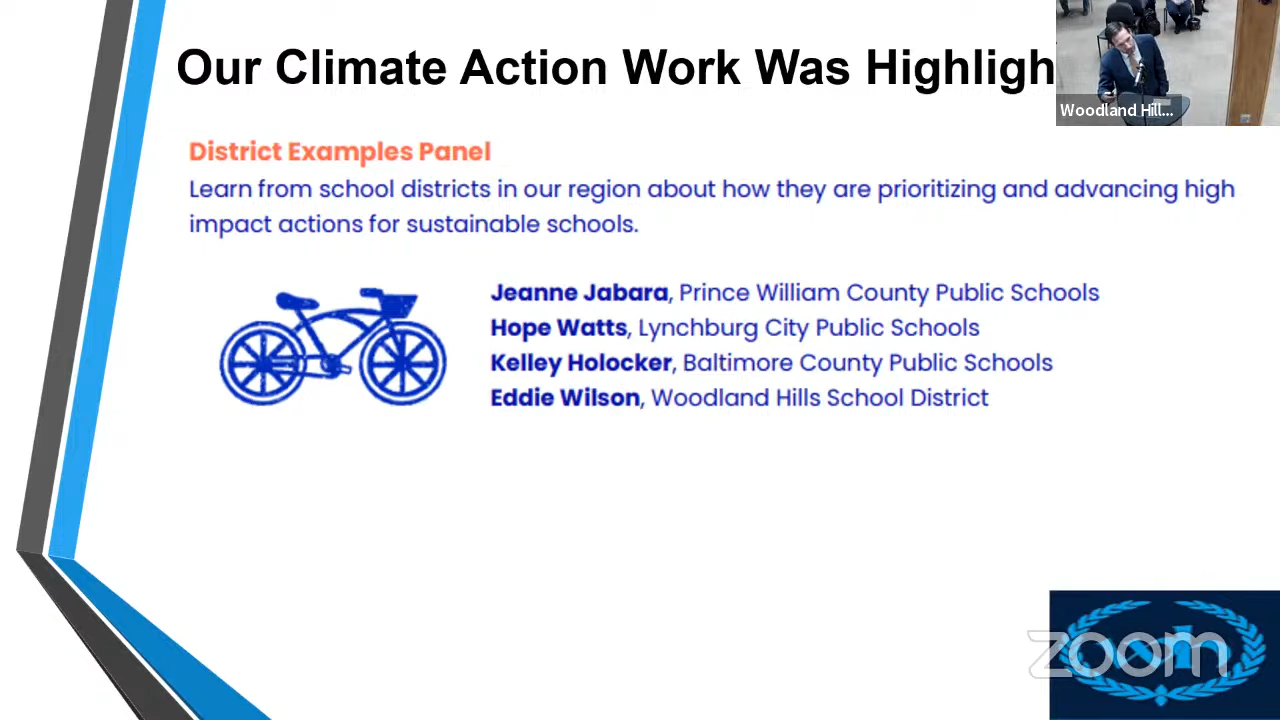 Our Climate Action Work Was Highligh
Woodland Hill...
District Examples Panel
Learn from school districts in our region about how they are prioritizing and advancing high
impact actions for sustainable schools.
Jeanne Jabara, Prince William County Public Schools
Hope Watts, Lynchburg City Public Schools
Kelley Holocker, Baltimore County Public Schools
Eddie Wilson, Woodland Hills School District
zoom
wh